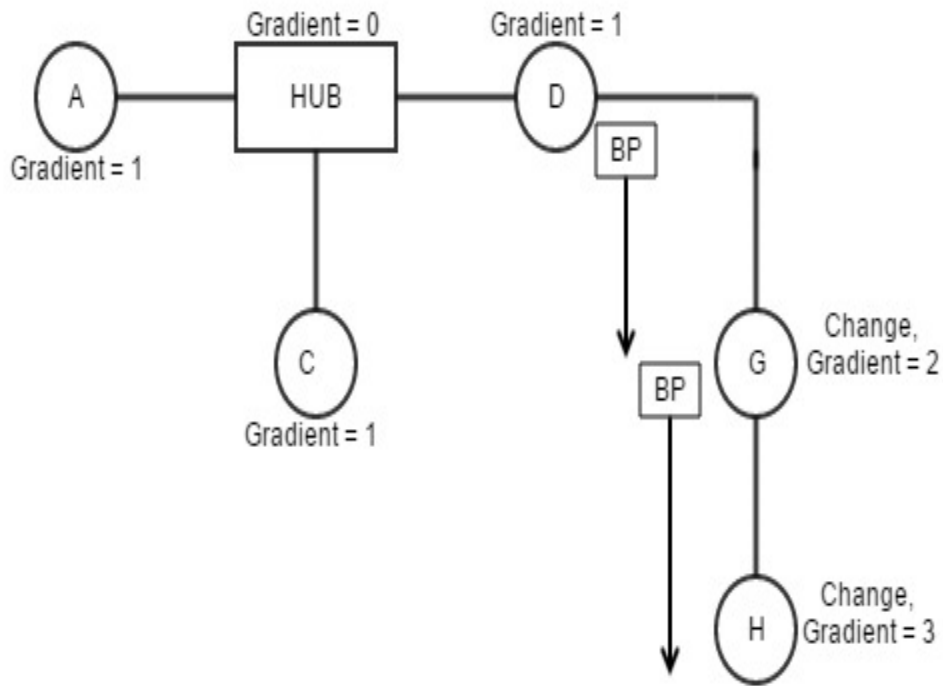 Gradient = 0
Gradient = 1
A
HUB
D
BP
Gradient = 1
Change,
Gradient = 2
C
G
BP
Gradient = 1
Change,
Gradient = 3
H